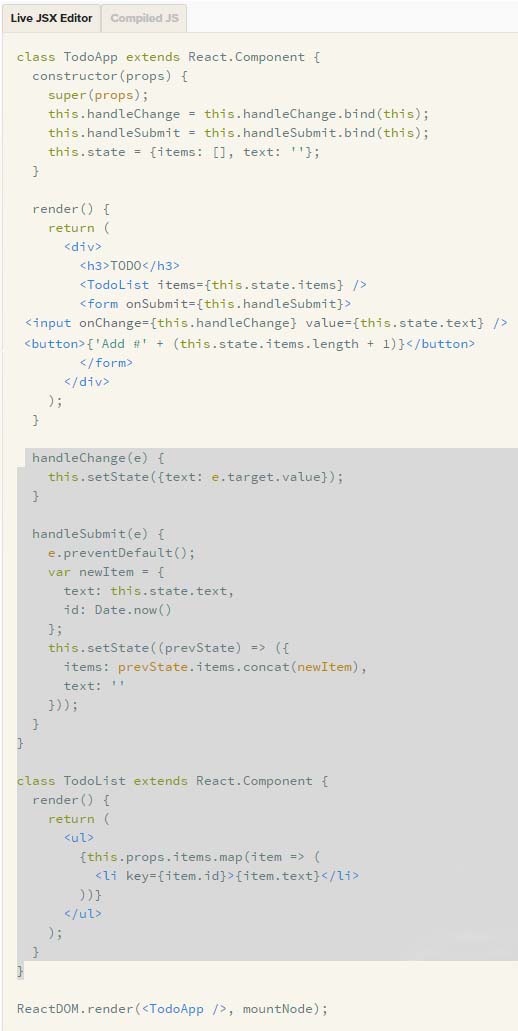 Live JSX Editor Compiled JS
class TodoApp extends React.Component {
  constructor(props) {
    super(props);
    this.handleChange = this.handleChange.bind(this);
    this.handleSubmit = this.handleSubmit.bind(this);
    this.state = {items: [], text: ''};
  }

  render() {
    return (
      <div>
        <h3>TODO</h3>
        <TodoList items={this.state.items} />
        <form onSubmit={this.handleSubmit}>
 <input onChange={this.handleChange} value={this.state.text} />
 <button>{'Add #' + (this.state.items.length + 1)}</button>
        </form>
      </div>
    );
  }

  handleChange(e) {
    this.setState({text: e.target.value});
  }

  handleSubmit(e) {
    e.preventDefault();
    var newItem = {
      text: this.state.text,
      id: Date.now()
    };
    this.setState((prevState) => ({
      items: prevState.items.concat(newItem),
      text: ''
    }));
  }
}

class TodoList extends React.Component {
  render() {
    return (
      <ul>
        {this.props.items.map(item => (
          <li key={item.id}>{item.text}</li>
        ))}
      </ul>
    );
  }
}

ReactDOM.render(<TodoApp />, mountNode);